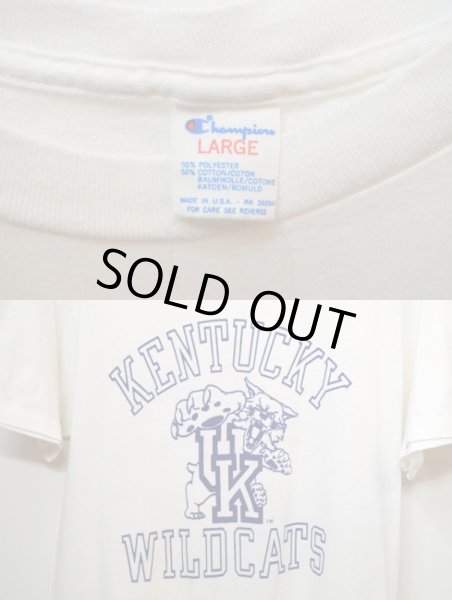 Champion
LARGE
50% POLYESTER
50% COTTON/COTON
BAUMWOLLE/COTONE
KATOEN/BOMULD
MADE IN U.S.A. - RN 26094
FOR CARE SEE REVERSE
SOLD OUT
KENTUCKY
UK
TM
WILDCATS